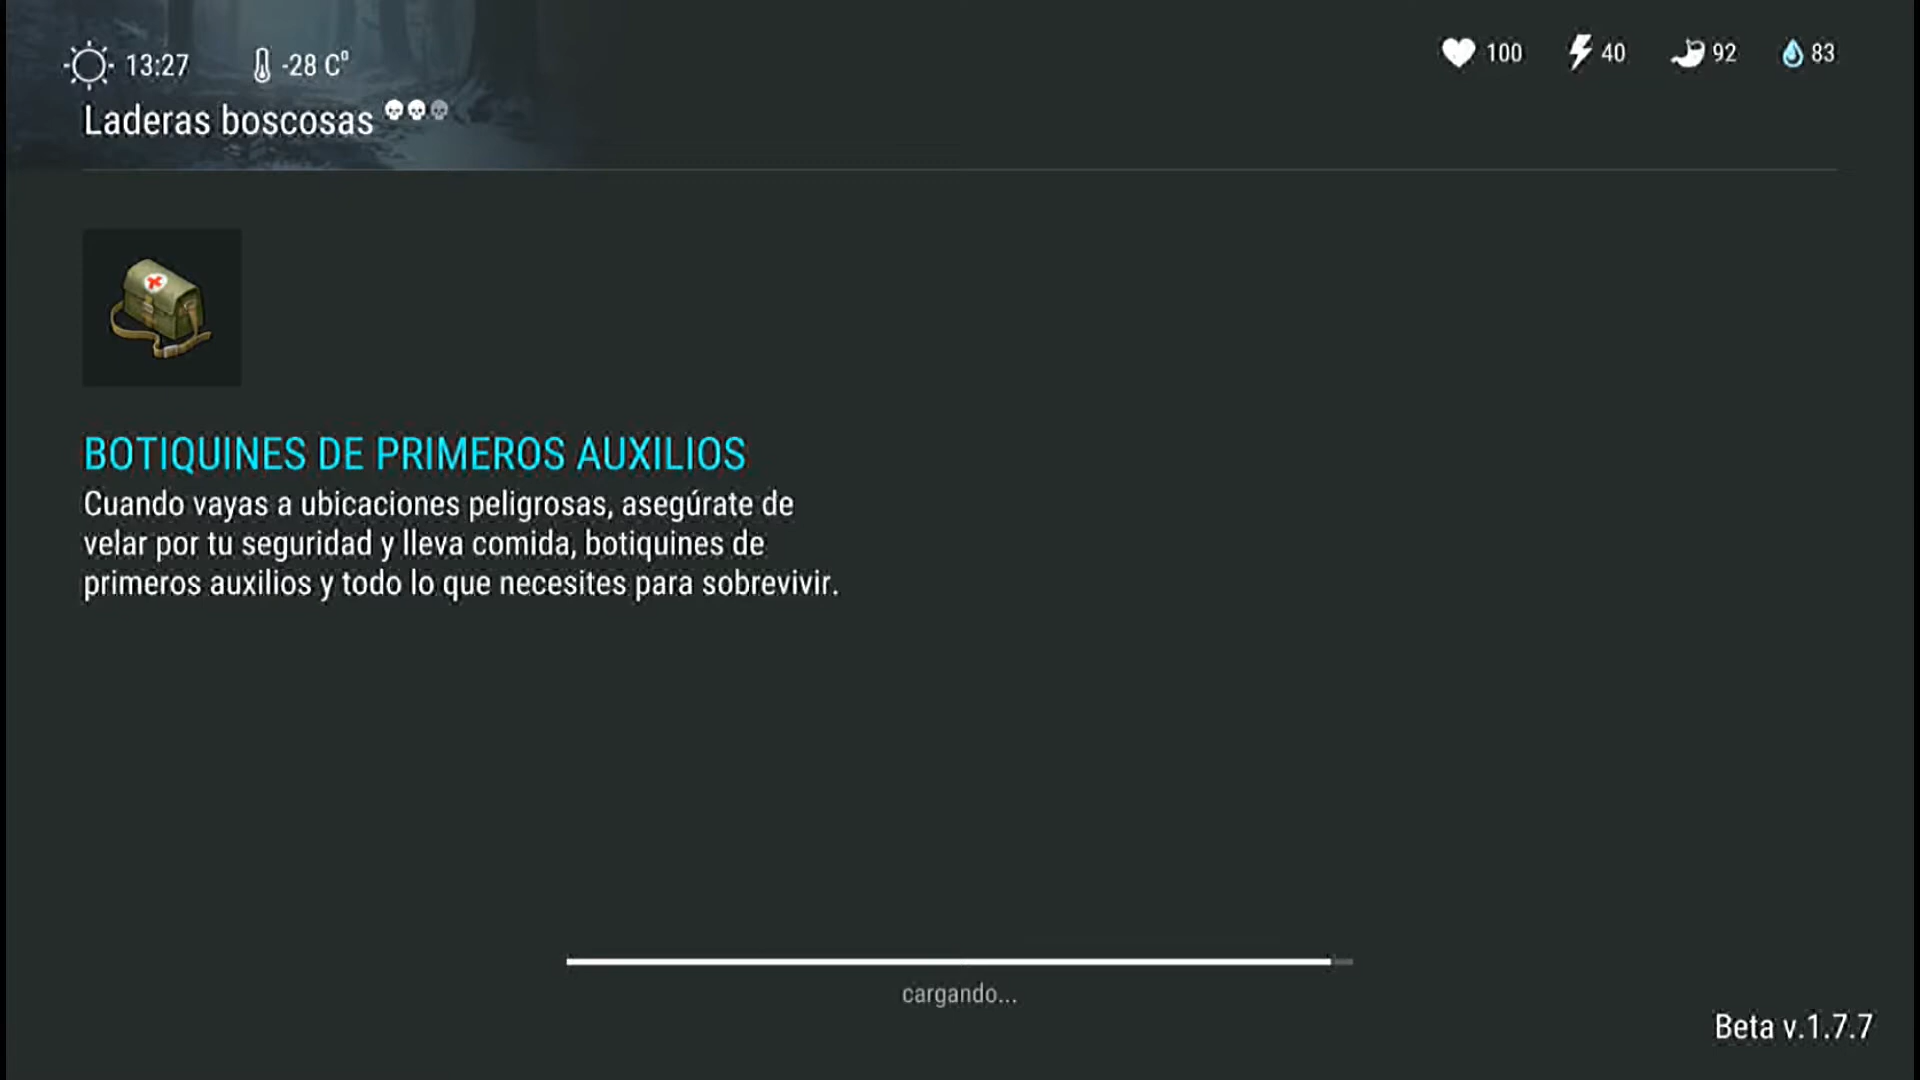 13:27 -28 C° 100 40 92 83
Laderas boscosas
BOTIQUINES DE PRIMEROS AUXILIOS
Cuando vayas a ubicaciones peligrosas, asegúrate de
velar por tu seguridad y lleva comida, botiquines de
primeros auxilios y todo lo que necesites para sobrevivir.
cargando...
Beta v.1.7.7